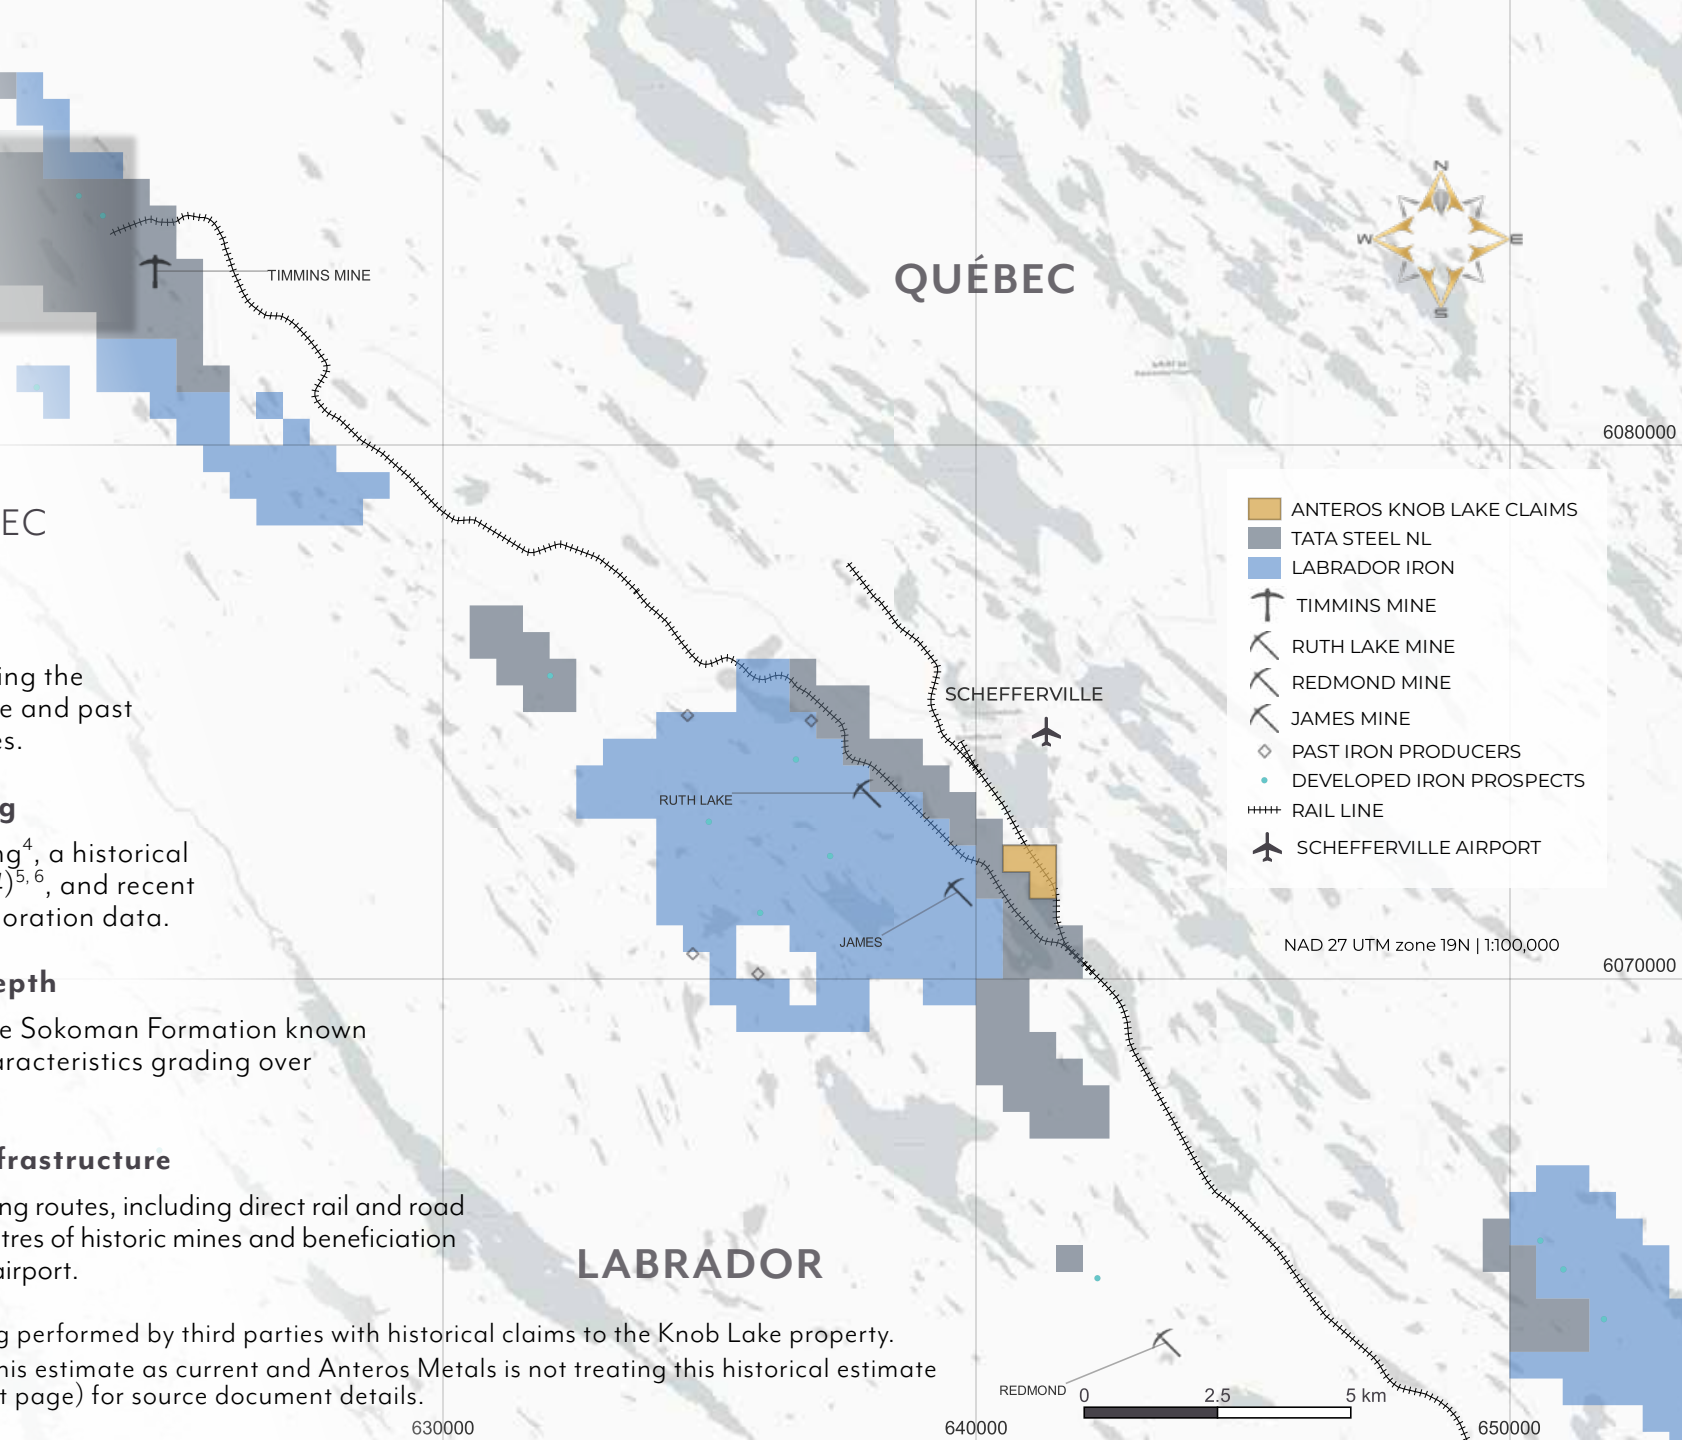 N
W
E
S
TIMMINS MINE
QUÉBEC
6080000
EC
ANTEROS KNOB LAKE CLAIMS
TATA STEEL NL
LABRADOR IRON
TIMMINS MINE
RUTH LAKE MINE
REDMOND MINE
JAMES MINE
PAST IRON PRODUCERS
DEVELOPED IRON PROSPECTS
RAIL LINE
SCHEFFERVILLE AIRPORT
NAD 27 UTM zone 19N | 1:100,000
6070000
SCHEFFERVILLE
RUTH LAKE
JAMES
ing the
e and past
es.
g
ng4, a historical
)5, 6, and recent
oration data.
epth
e Sokoman Formation known
aracteristics grading over
frastructure
ng routes, including direct rail and road
tres of historic mines and beneficiation
airport.
LABRADOR
g performed by third parties with historical claims to the Knob Lake property.
his estimate as current and Anteros Metals is not treating this historical estimate
t page) for source document details.
REDMOND
0 2.5 5 km
630000 640000 650000